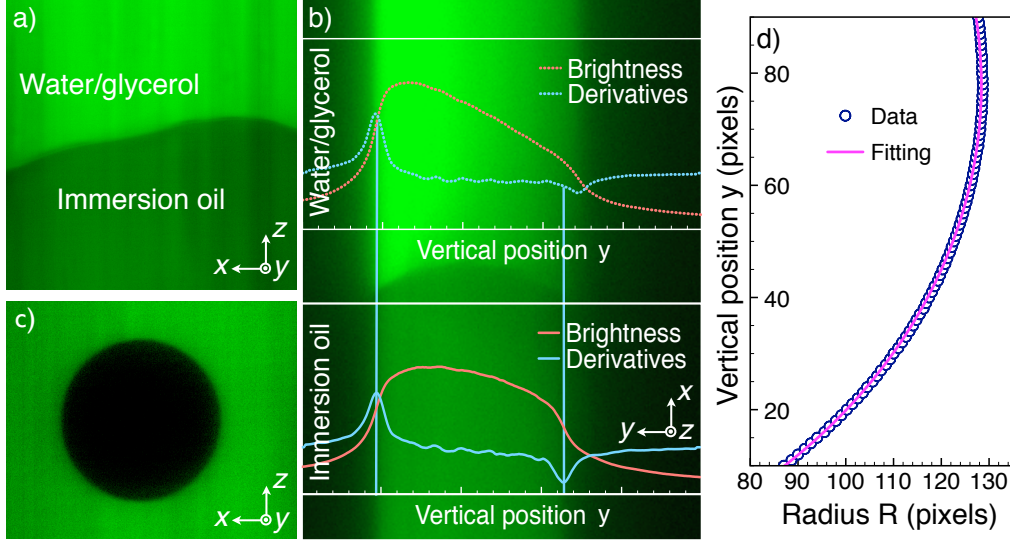 a)
Water/glycerol
Immersion oil
z
x
y
b)
Water/glycerol
Brightness
Derivatives
Vertical position y
Immersion oil
Brightness
Derivatives
x
y
z
Vertical position y
c)
z
x
y
d)
Data
Fitting
Vertical position y (pixels)
80
60
40
20
80
90
100
110
120
130
Radius R (pixels)